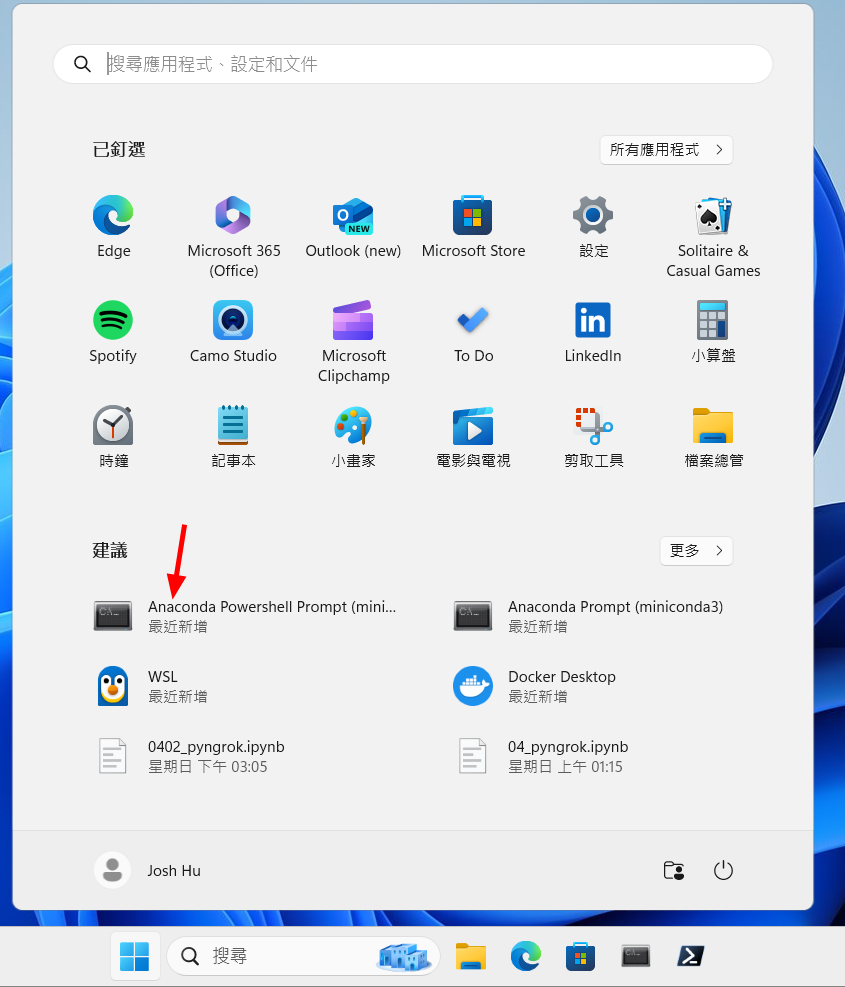 搜尋應用程式、設定和文件
已釘選
所有應用程式
Edge
Microsoft 365
(Office)
NEW
Outlook (new)
Microsoft Store
設定
Solitaire &
Casual Games
Spotify
Camo Studio
Microsoft
Clipchamp
To Do
in
LinkedIn
小算盤
時鐘
記事本
小畫家
電影與電視
剪取工具
檔案總管
建議
更多
Anaconda Powershell Prompt (mini...
最近新增
Anaconda Prompt (miniconda3)
最近新增
WSL
最近新增
Docker Desktop
最近新增
0402_pyngrok.ipynb
星期日 下午 03:05
04_pyngrok.ipynb
星期日 上午 01:15
Josh Hu
搜尋